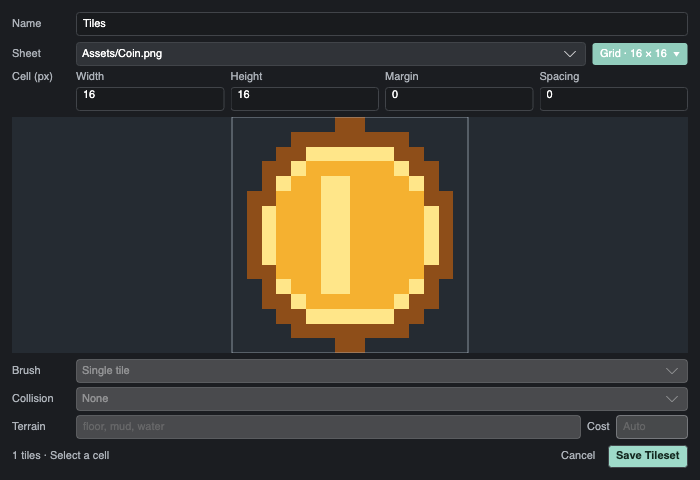 Name Tiles
Sheet Assets/Coin.png Grid · 16 × 16
Cell (px) Width Height Margin Spacing
16 16 0 0
Brush Single tile
Collision None
Terrain floor, mud, water Cost Auto
1 tiles · Select a cell Cancel Save Tileset